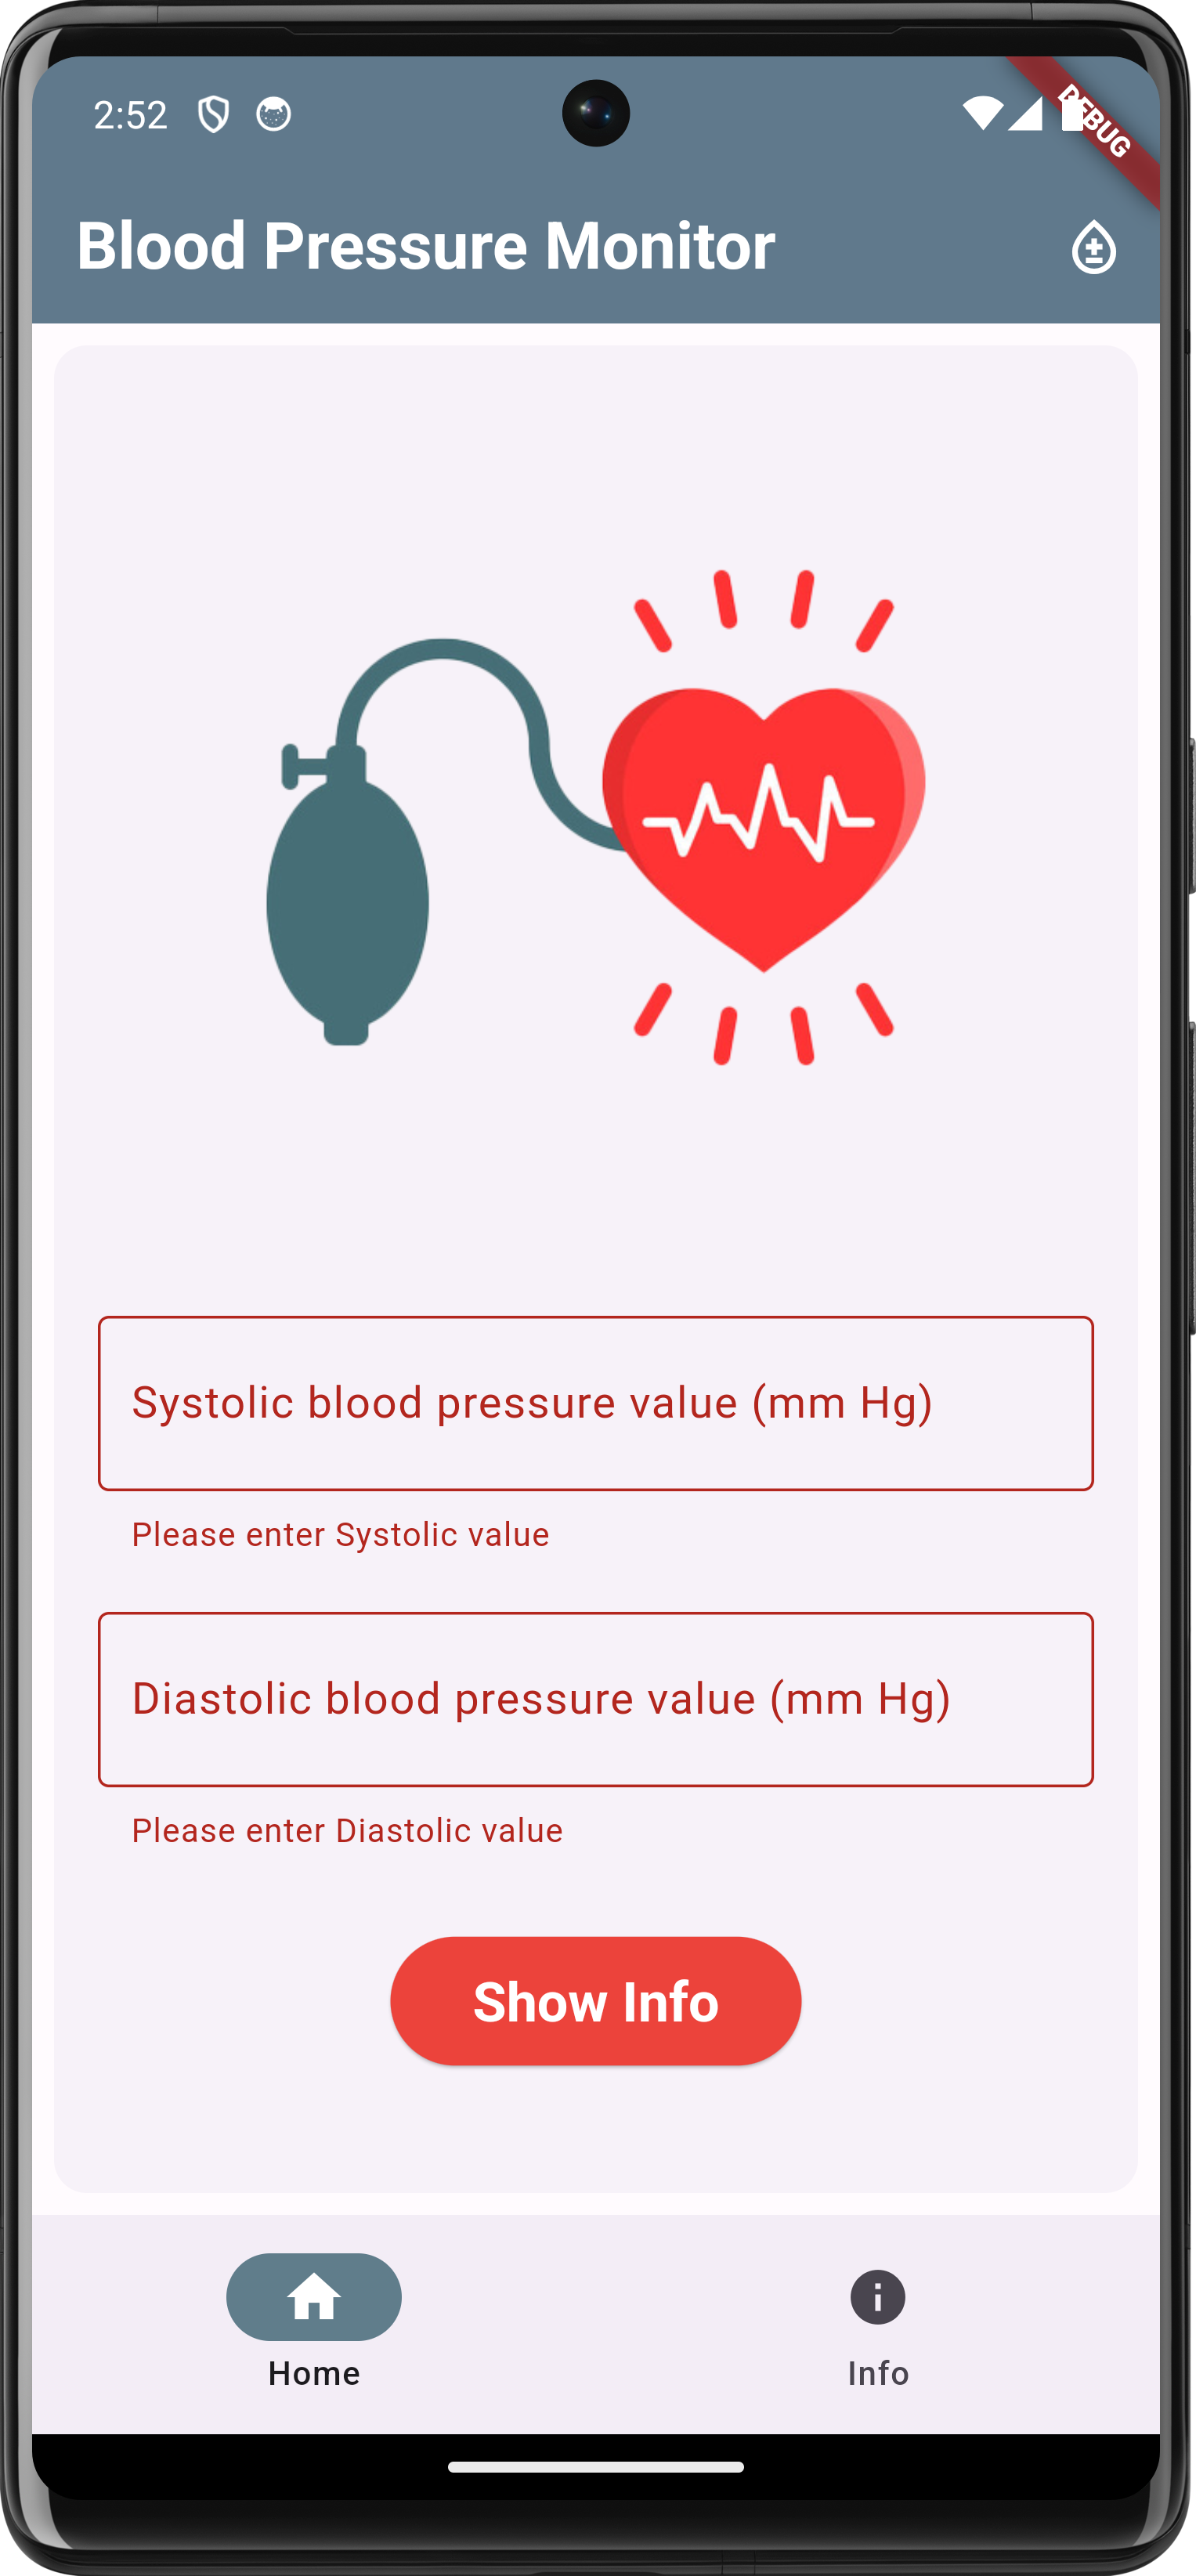 2:52
DEBUG
Blood Pressure Monitor
Systolic blood pressure value (mm Hg)
Please enter Systolic value
Diastolic blood pressure value (mm Hg)
Please enter Diastolic value
Show Info
Home
Info